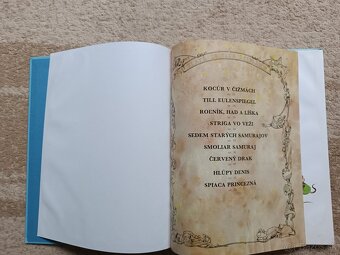 KOCÚR V ČIŽMÁCH
TILL EULENSPIEGEL
ROĽNÍK, HAD A LÍŠKA
STRIGA VO VEŽI
SEDEM STARÝCH SAMURAJOV
SMOLIAR SAMURAJ
ČERVENÝ DRAK
HLÚPY DENIS
SPIACA PRINCEZNÁ